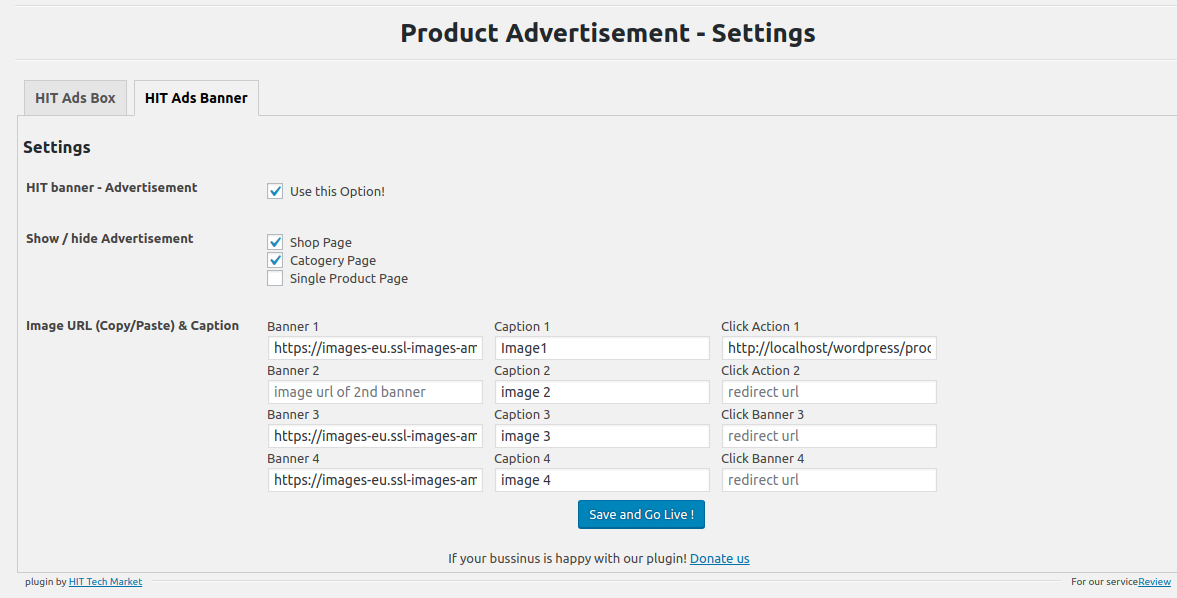 Product Advertisement - Settings
HIT Ads Box
HIT Ads Banner
Settings
HIT banner - Advertisement
Use this Option!
Show / hide Advertisement
Shop Page
Catogery Page
Single Product Page
Image URL (Copy/Paste) & Caption
Banner 1 Caption 1 Click Action 1
https://images-eu.ssl-images-am Image1 http://localhost/wordpress/proc
Banner 2 Caption 2 Click Action 2
image url of 2nd banner image 2 redirect url
Banner 3 Caption 3 Click Banner 3
https://images-eu.ssl-images-am image 3 redirect url
Banner 4 Caption 4 Click Banner 4
https://images-eu.ssl-images-am image 4 redirect url
Save and Go Live !
If your bussinus is happy with our plugin! Donate us
plugin by HIT Tech Market
For our serviceReview